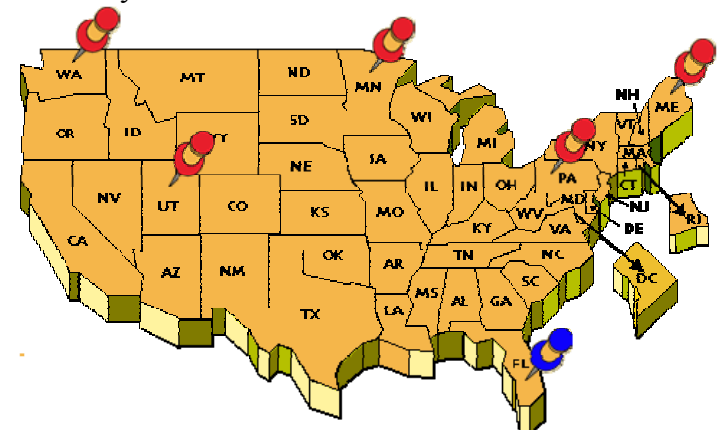 WA
MT
ND
MN
NH
ME
OR
ID
SD
WI
MI
VT
NY
MA
NE
IA
IL
IN
OH
PA
CT
NV
UT
CO
KS
MO
KY
WV
MD
NJ
RI
DE
VA
CA
AZ
NM
OK
AR
TN
NC
DC
TX
LA
MS
AL
GA
SC
FL